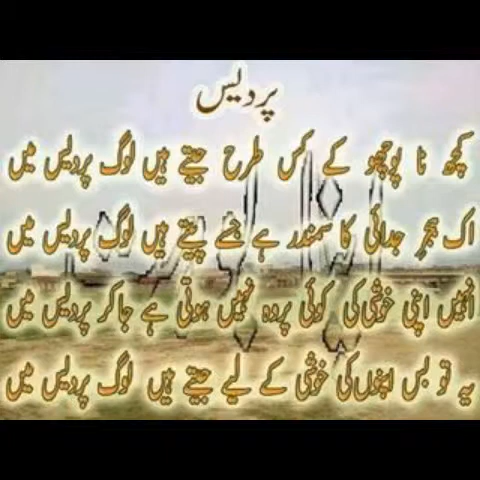 پردیس
کچھ نا پوچھو کے کس طرح جیتے ہیں لوگ پردیس میں
اک ہجرِ جدائی کا سمندر ہے جسے پیتے ہیں لوگ پردیس میں
انہیں اپنی خوشی کی کوئی پروہ نہیں ہوتی ہے جاکر پردیس میں
یہ تو بس اپنوں کی خوشی کے لیے جیتے ہیں لوگ پردیس میں